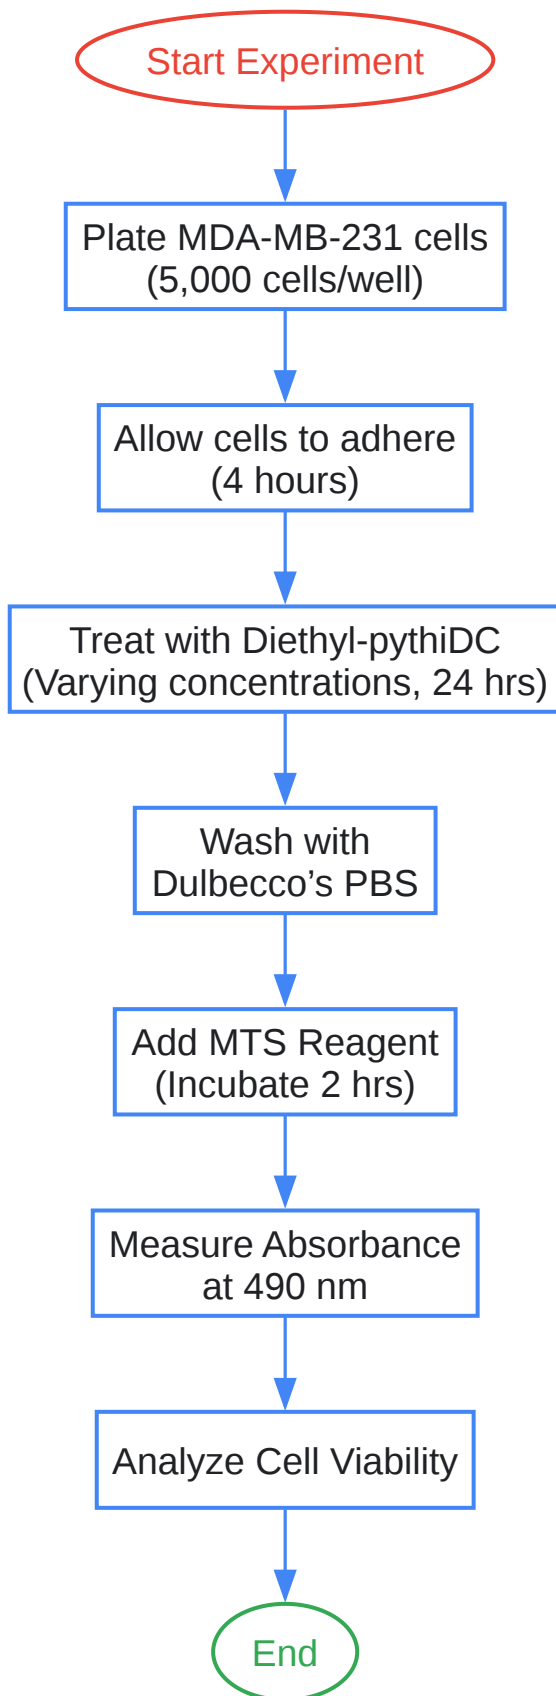 Start Experiment
Plate MDA-MB-231 cells
(5,000 cells/well)
Allow cells to adhere
(4 hours)
Treat with Diethyl-pythiDC
(Varying concentrations, 24 hrs)
Wash with
Dulbecco’s PBS
Add MTS Reagent
(Incubate 2 hrs)
Measure Absorbance
at 490 nm
Analyze Cell Viability
End